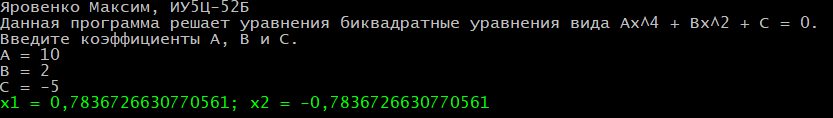 Яровенко Максим, ИУ5Ц-52Б
Данная программа решает уравнения биквадратные уравнения вида Ax^4 + Bx^2 + C = 0.
Введите коэффициенты A, B и C.
A = 10
B = 2
C = -5
x1 = 0,7836726630770561; x2 = -0,7836726630770561